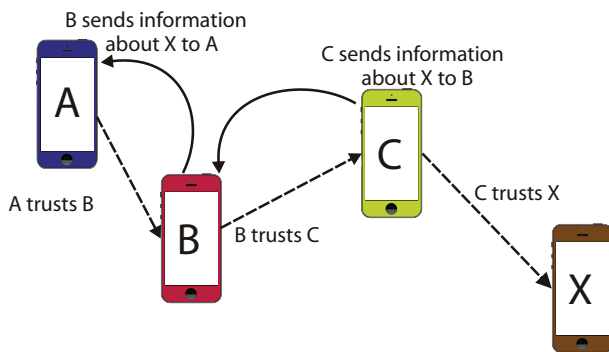 B sends information
about X to A
C sends information
about X to B
A
C
A trusts B
B
B trusts C
C trusts X
X